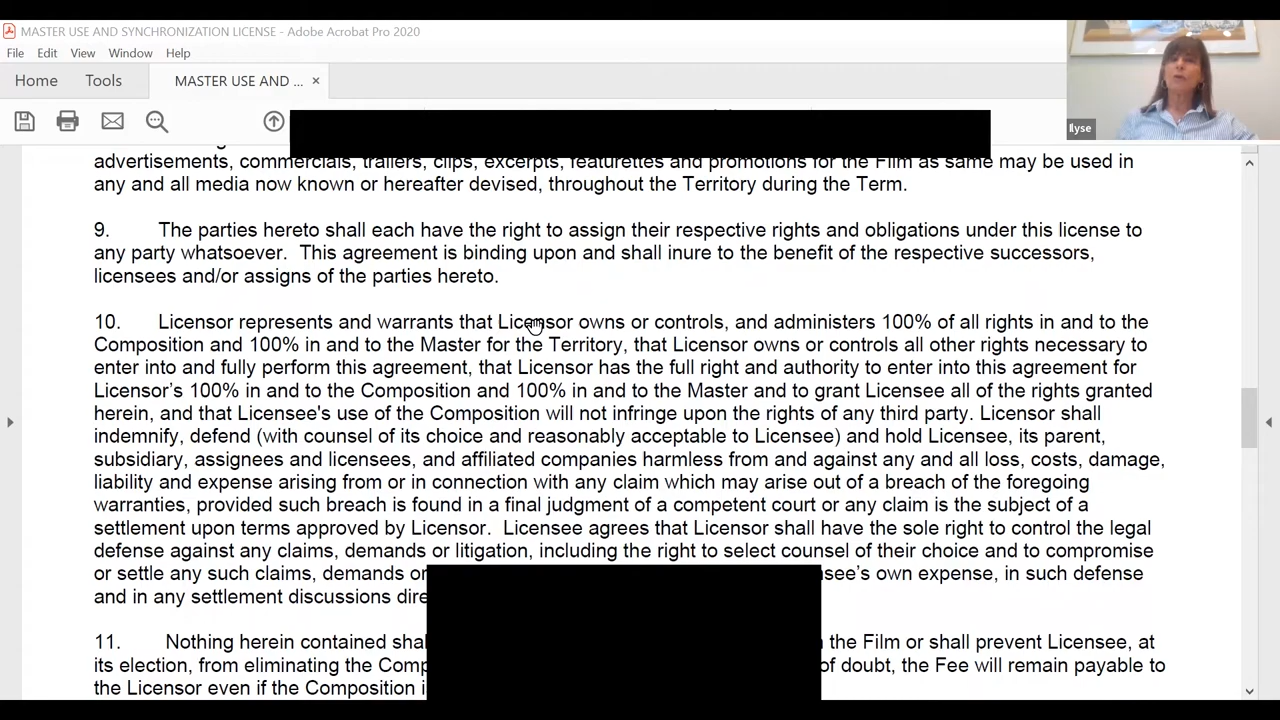 MASTER USE AND SYNCHRONIZATION LICENSE - Adobe Acrobat Pro 2020
File Edit View Window Help
Home Tools MASTER USE AND ... ×
Ilyse
advertisements, commercials, trailers, clips, excerpts, featurettes and promotions for the Film as same may be used in
any and all media now known or hereafter devised, throughout the Territory during the Term.
9. The parties hereto shall each have the right to assign their respective rights and obligations under this license to
any party whatsoever. This agreement is binding upon and shall inure to the benefit of the respective successors,
licensees and/or assigns of the parties hereto.
10. Licensor represents and warrants that Licensor owns or controls, and administers 100% of all rights in and to the
Composition and 100% in and to the Master for the Territory, that Licensor owns or controls all other rights necessary to
enter into and fully perform this agreement, that Licensor has the full right and authority to enter into this agreement for
Licensor's 100% in and to the Composition and 100% in and to the Master and to grant Licensee all of the rights granted
herein, and that Licensee's use of the Composition will not infringe upon the rights of any third party. Licensor shall
indemnify, defend (with counsel of its choice and reasonably acceptable to Licensee) and hold Licensee, its parent,
subsidiary, assignees and licensees, and affiliated companies harmless from and against any and all loss, costs, damage,
liability and expense arising from or in connection with any claim which may arise out of a breach of the foregoing
warranties, provided such breach is found in a final judgment of a competent court or any claim is the subject of a
settlement upon terms approved by Licensor. Licensee agrees that Licensor shall have the sole right to control the legal
defense against any claims, demands or litigation, including the right to select counsel of their choice and to compromise
or settle any such claims, demands or own expense, in such defense
and in any settlement discussions
11. Nothing herein contained the Film or shall prevent Licensee, at
its election, from eliminating the of doubt, the Fee will remain payable to
the Licensor even if the Composition